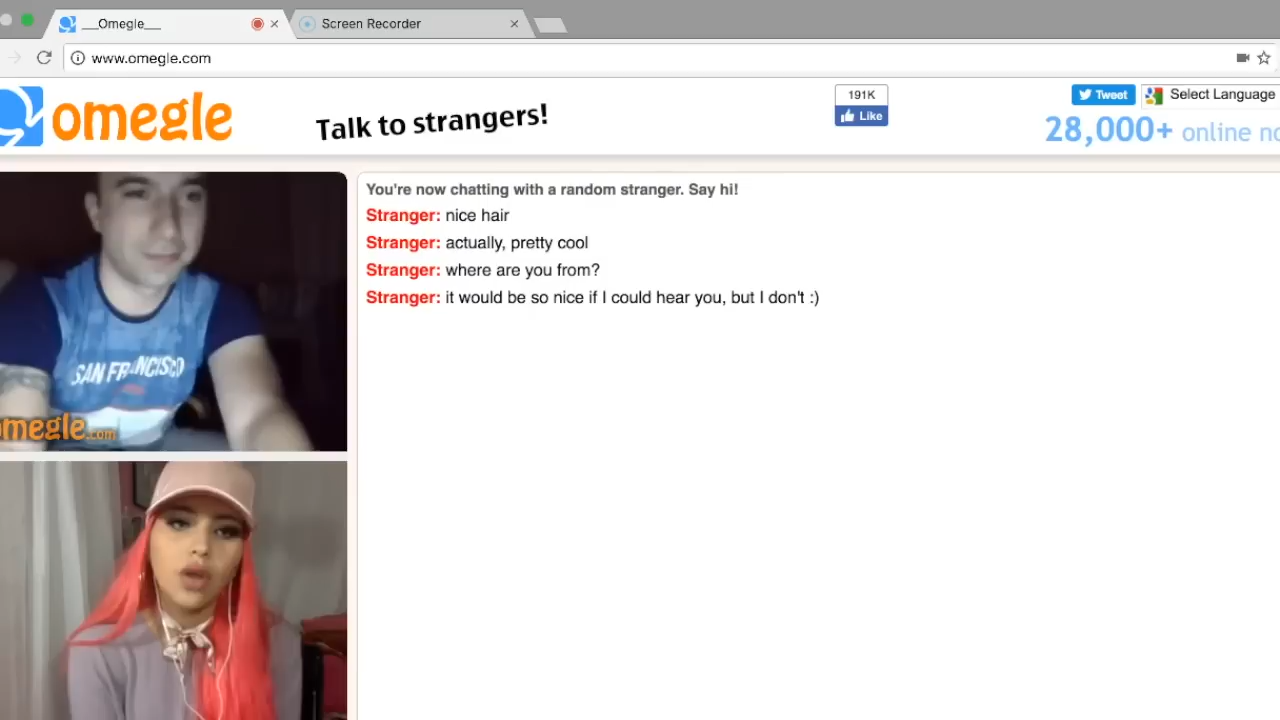 __Omegle__
Screen Recorder
www.omegle.com
omegle
Talk to strangers!
191K
Like
Tweet
Select Language
28,000+ online no
You're now chatting with a random stranger. Say hi!
Stranger: nice hair
Stranger: actually, pretty cool
Stranger: where are you from?
Stranger: it would be so nice if I could hear you, but I don't :)
SAN FRANCISCO
omegle.com